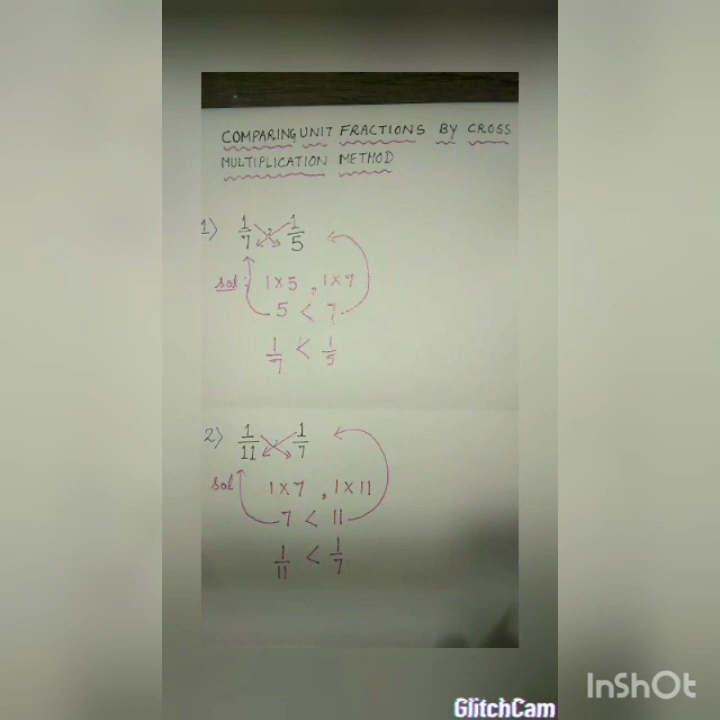 COMPARING UNIT FRACTIONS BY CROSS
MULTIPLICATION METHOD
1) 1/7 , 1/5
sol: 1 x 5 , 1 x 7
5 < 7
1/7 < 1/5
2) 1/11 , 1/7
sol 1 x 7 , 1 x 11
7 < 11
1/11 < 1/7
InShOt
GlitchCam